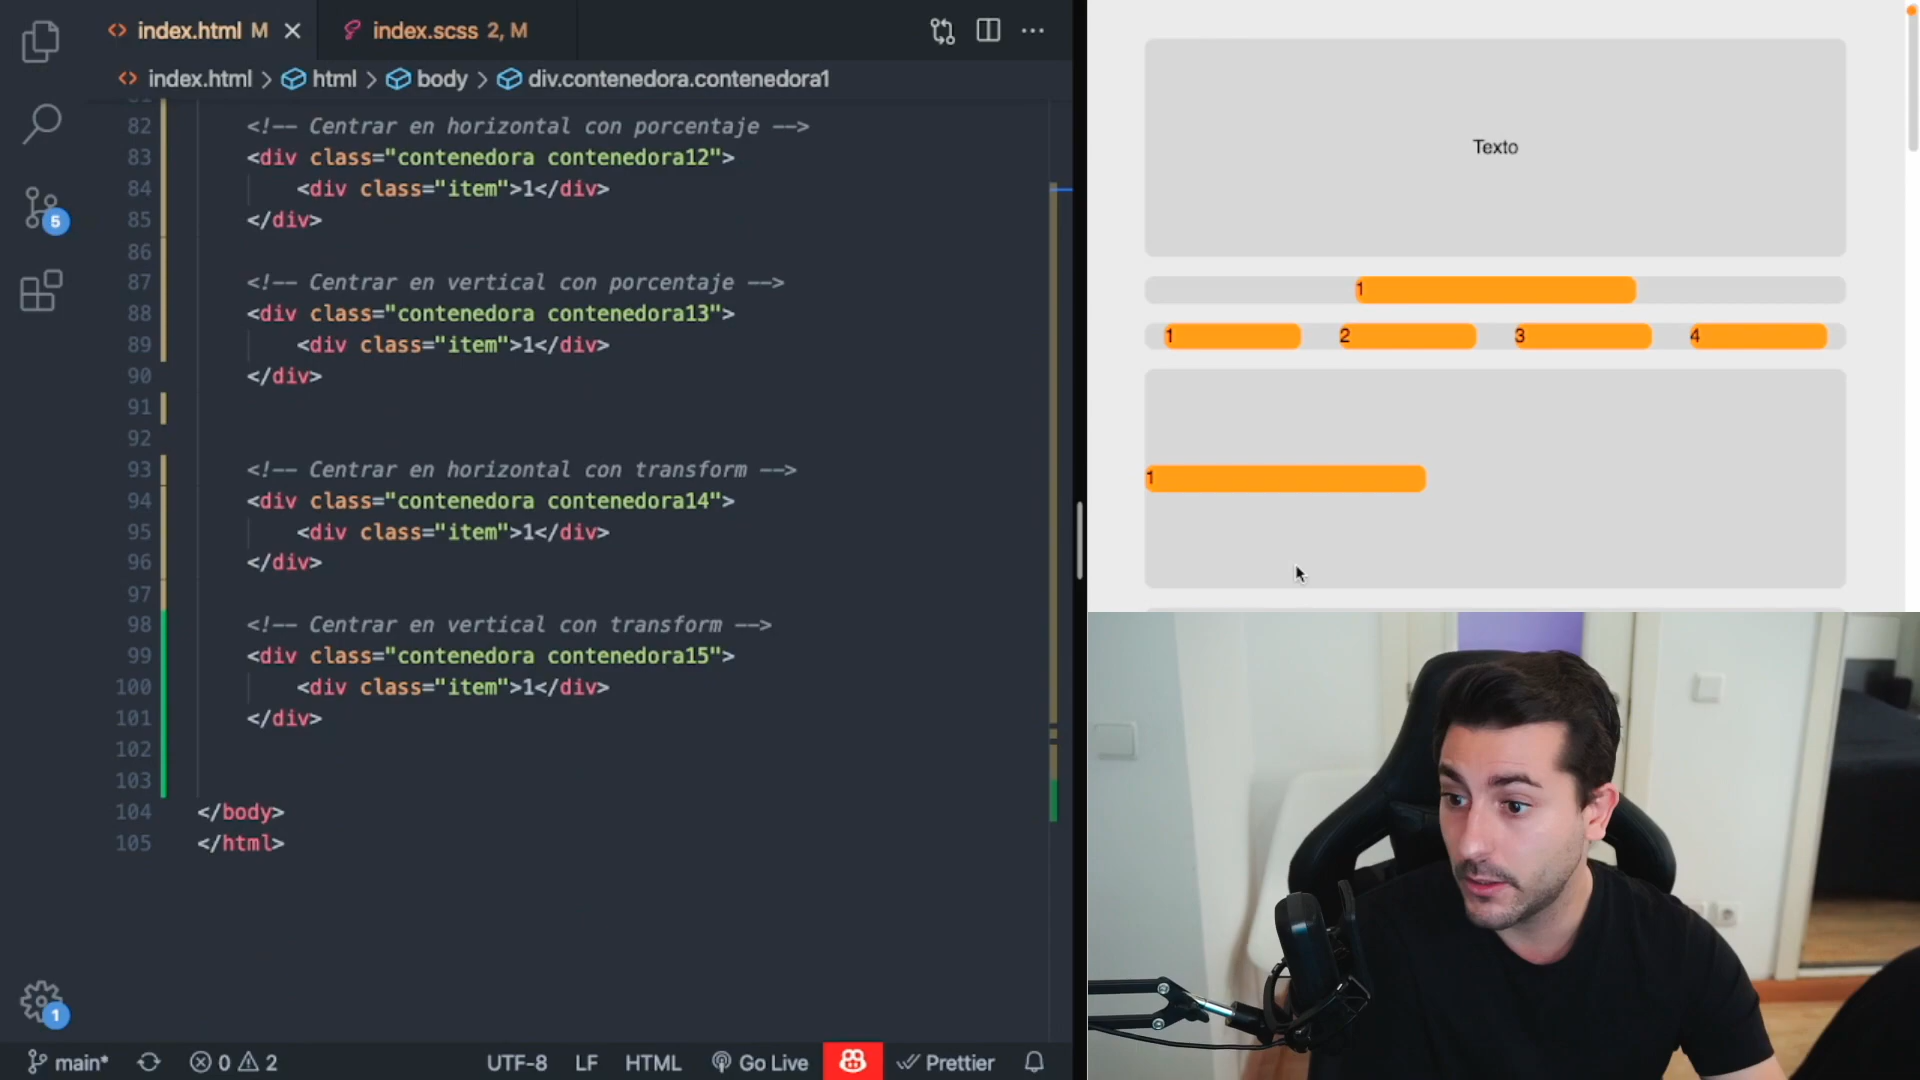 index.html M
index.scss 2, M
index.html > html > body > div.contenedora.contenedora1
82 <!-- Centrar en horizontal con porcentaje -->
83 <div class="contenedora contenedora12">
84 <div class="item">1</div>
85 </div>
86
87 <!-- Centrar en vertical con porcentaje -->
88 <div class="contenedora contenedora13">
89 <div class="item">1</div>
90 </div>
91
92
93 <!-- Centrar en horizontal con transform -->
94 <div class="contenedora contenedora14">
95 <div class="item">1</div>
96 </div>
97
98 <!-- Centrar en vertical con transform -->
99 <div class="contenedora contenedora15">
100 <div class="item">1</div>
101 </div>
102
103
104 </body>
105 </html>
5
1
main* 0 2 UTF-8 LF HTML Go Live Prettier
Texto
1
1 2 3 4
1